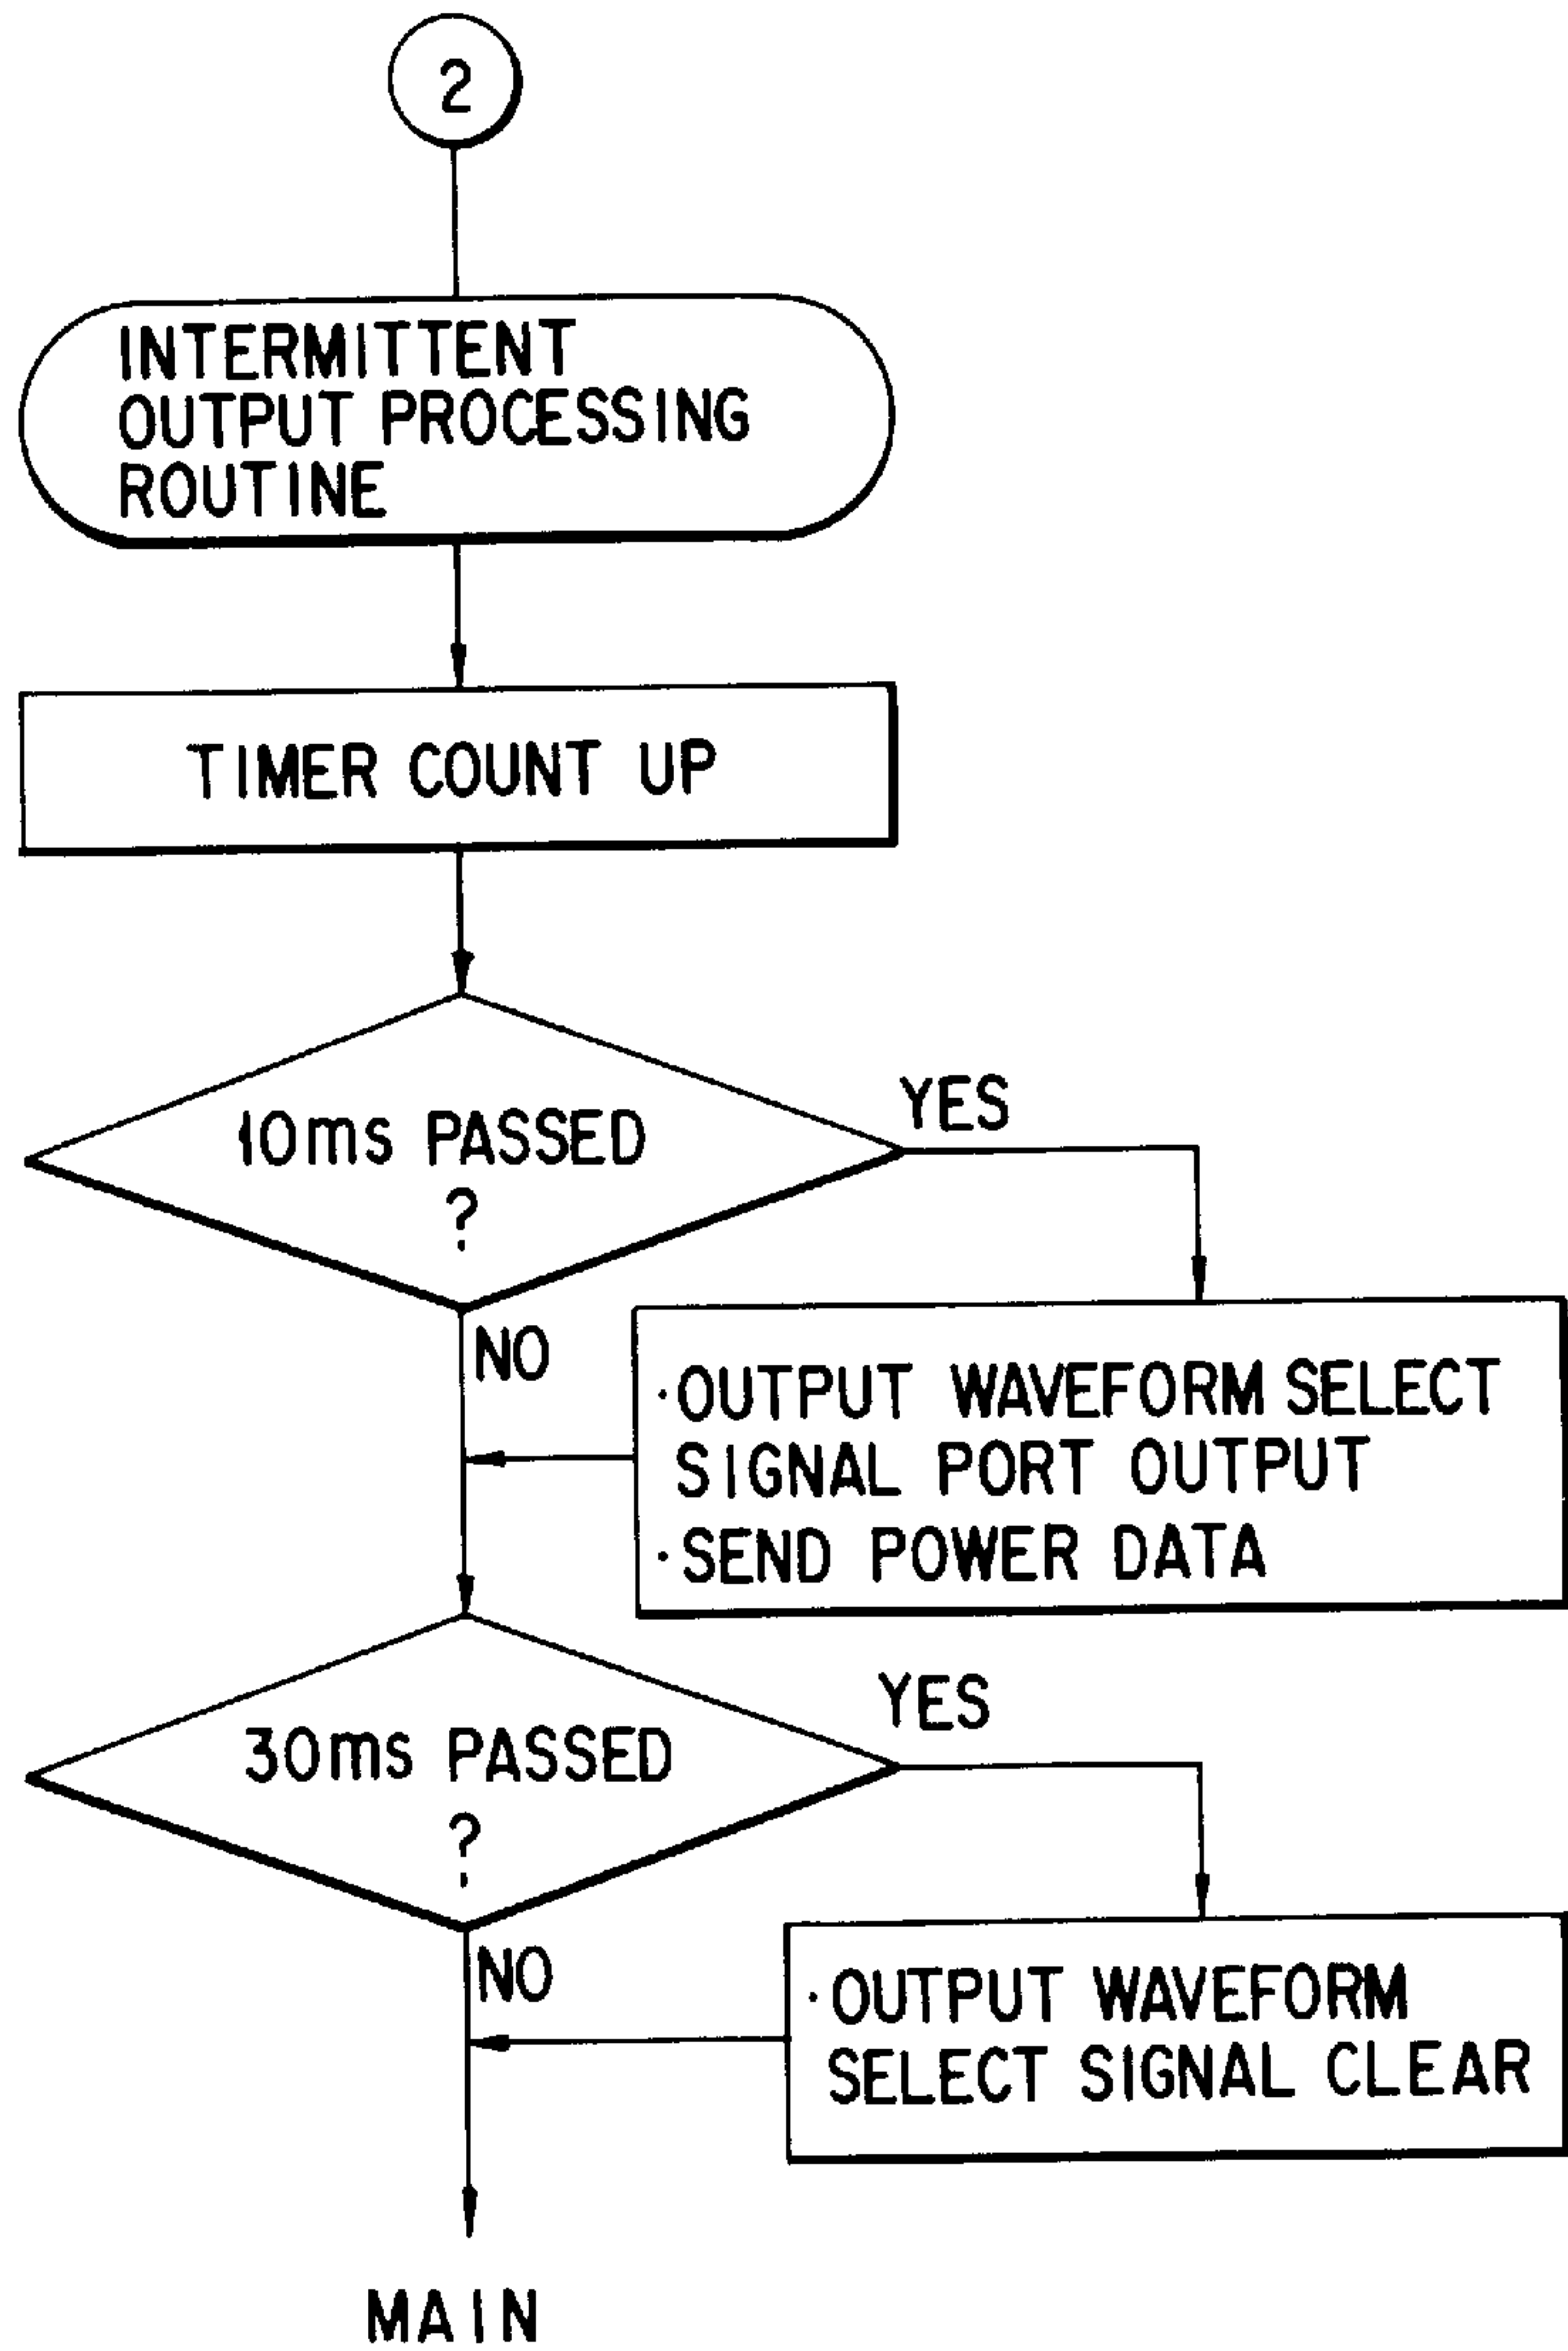 2
INTERMITTENT
OUTPUT PROCESSING
ROUTINE
TIMER COUNT UP
10ms PASSED
?
YES
NO
·OUTPUT WAVEFORM SELECT
SIGNAL PORT OUTPUT
·SEND POWER DATA
30ms PASSED
?
YES
NO
·OUTPUT WAVEFORM
SELECT SIGNAL CLEAR
MAIN